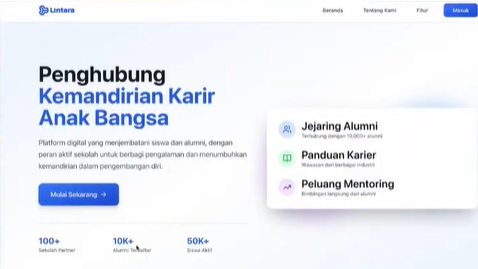 Lintara
Beranda
Tentang Kami
Fitur
Masuk
Penghubung
Kemandirian Karir
Anak Bangsa
Platform digital yang menjembatani siswa dan alumni, dengan
peran aktif sekolah untuk berbagi pengalaman dan menumbuhkan
kemandirian dalam pengembangan diri.
Mulai Sekarang →
Jejaring Alumni
Terhubung dengan 10,000+ alumni
Panduan Karier
Wawasan dari berbagai industri
Peluang Mentoring
Bimbingan langsung dari alumni
100+
Sekolah Partner
10K+
Alumni Terdaftar
50K+
Siswa Aktif